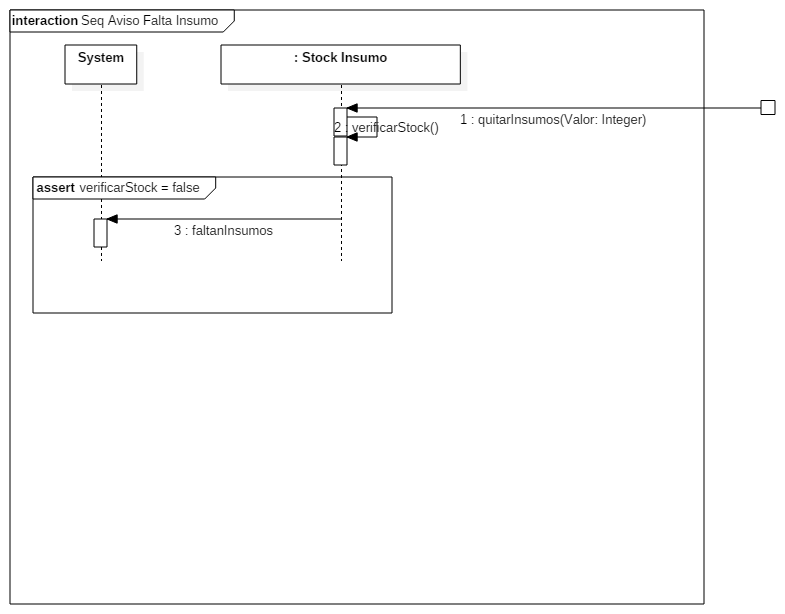 interaction Seq Aviso Falta Insumo
System
: Stock Insumo
1 : quitarInsumos(Valor: Integer)
2 : verificarStock()
assert verificarStock = false
3 : faltanInsumos